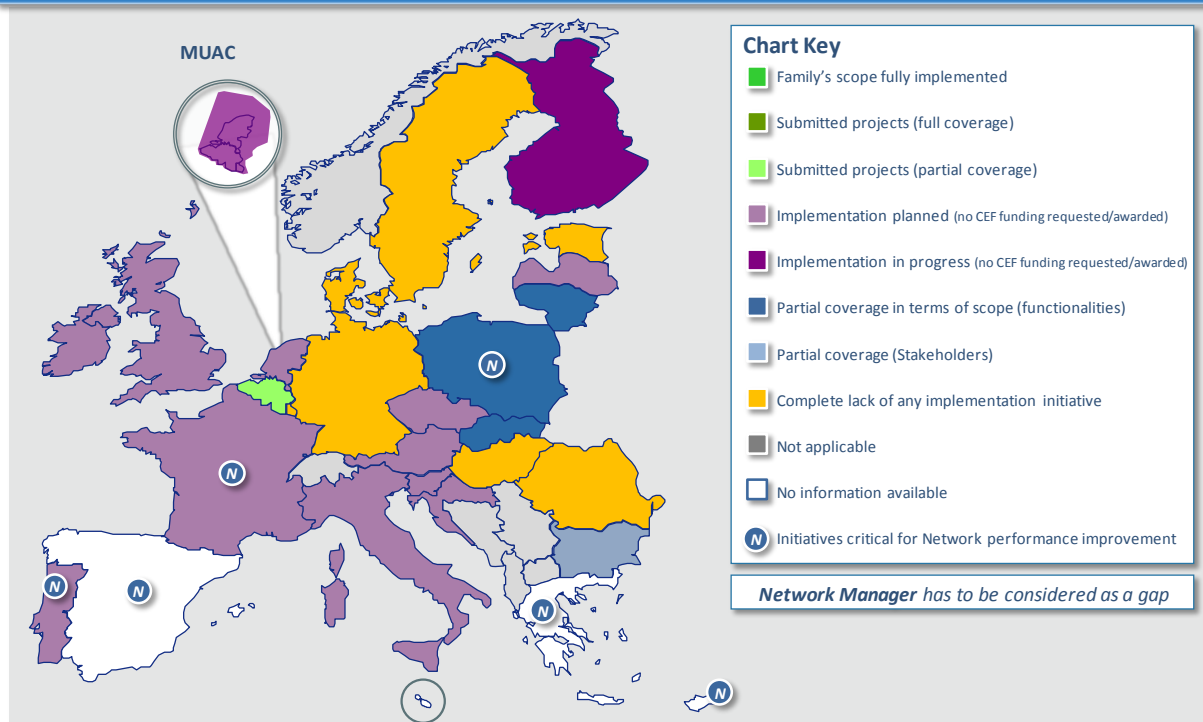 MUAC
N
N
N
N
N
N
Chart Key
Family's scope fully implemented
Submitted projects (full coverage)
Submitted projects (partial coverage)
Implementation planned (no CEF funding requested/awarded)
Implementation in progress (no CEF funding requested/awarded)
Partial coverage in terms of scope (functionalities)
Partial coverage (Stakeholders)
Complete lack of any implementation initiative
Not applicable
No information available
N Initiatives critical for Network performance improvement
Network Manager has to be considered as a gap